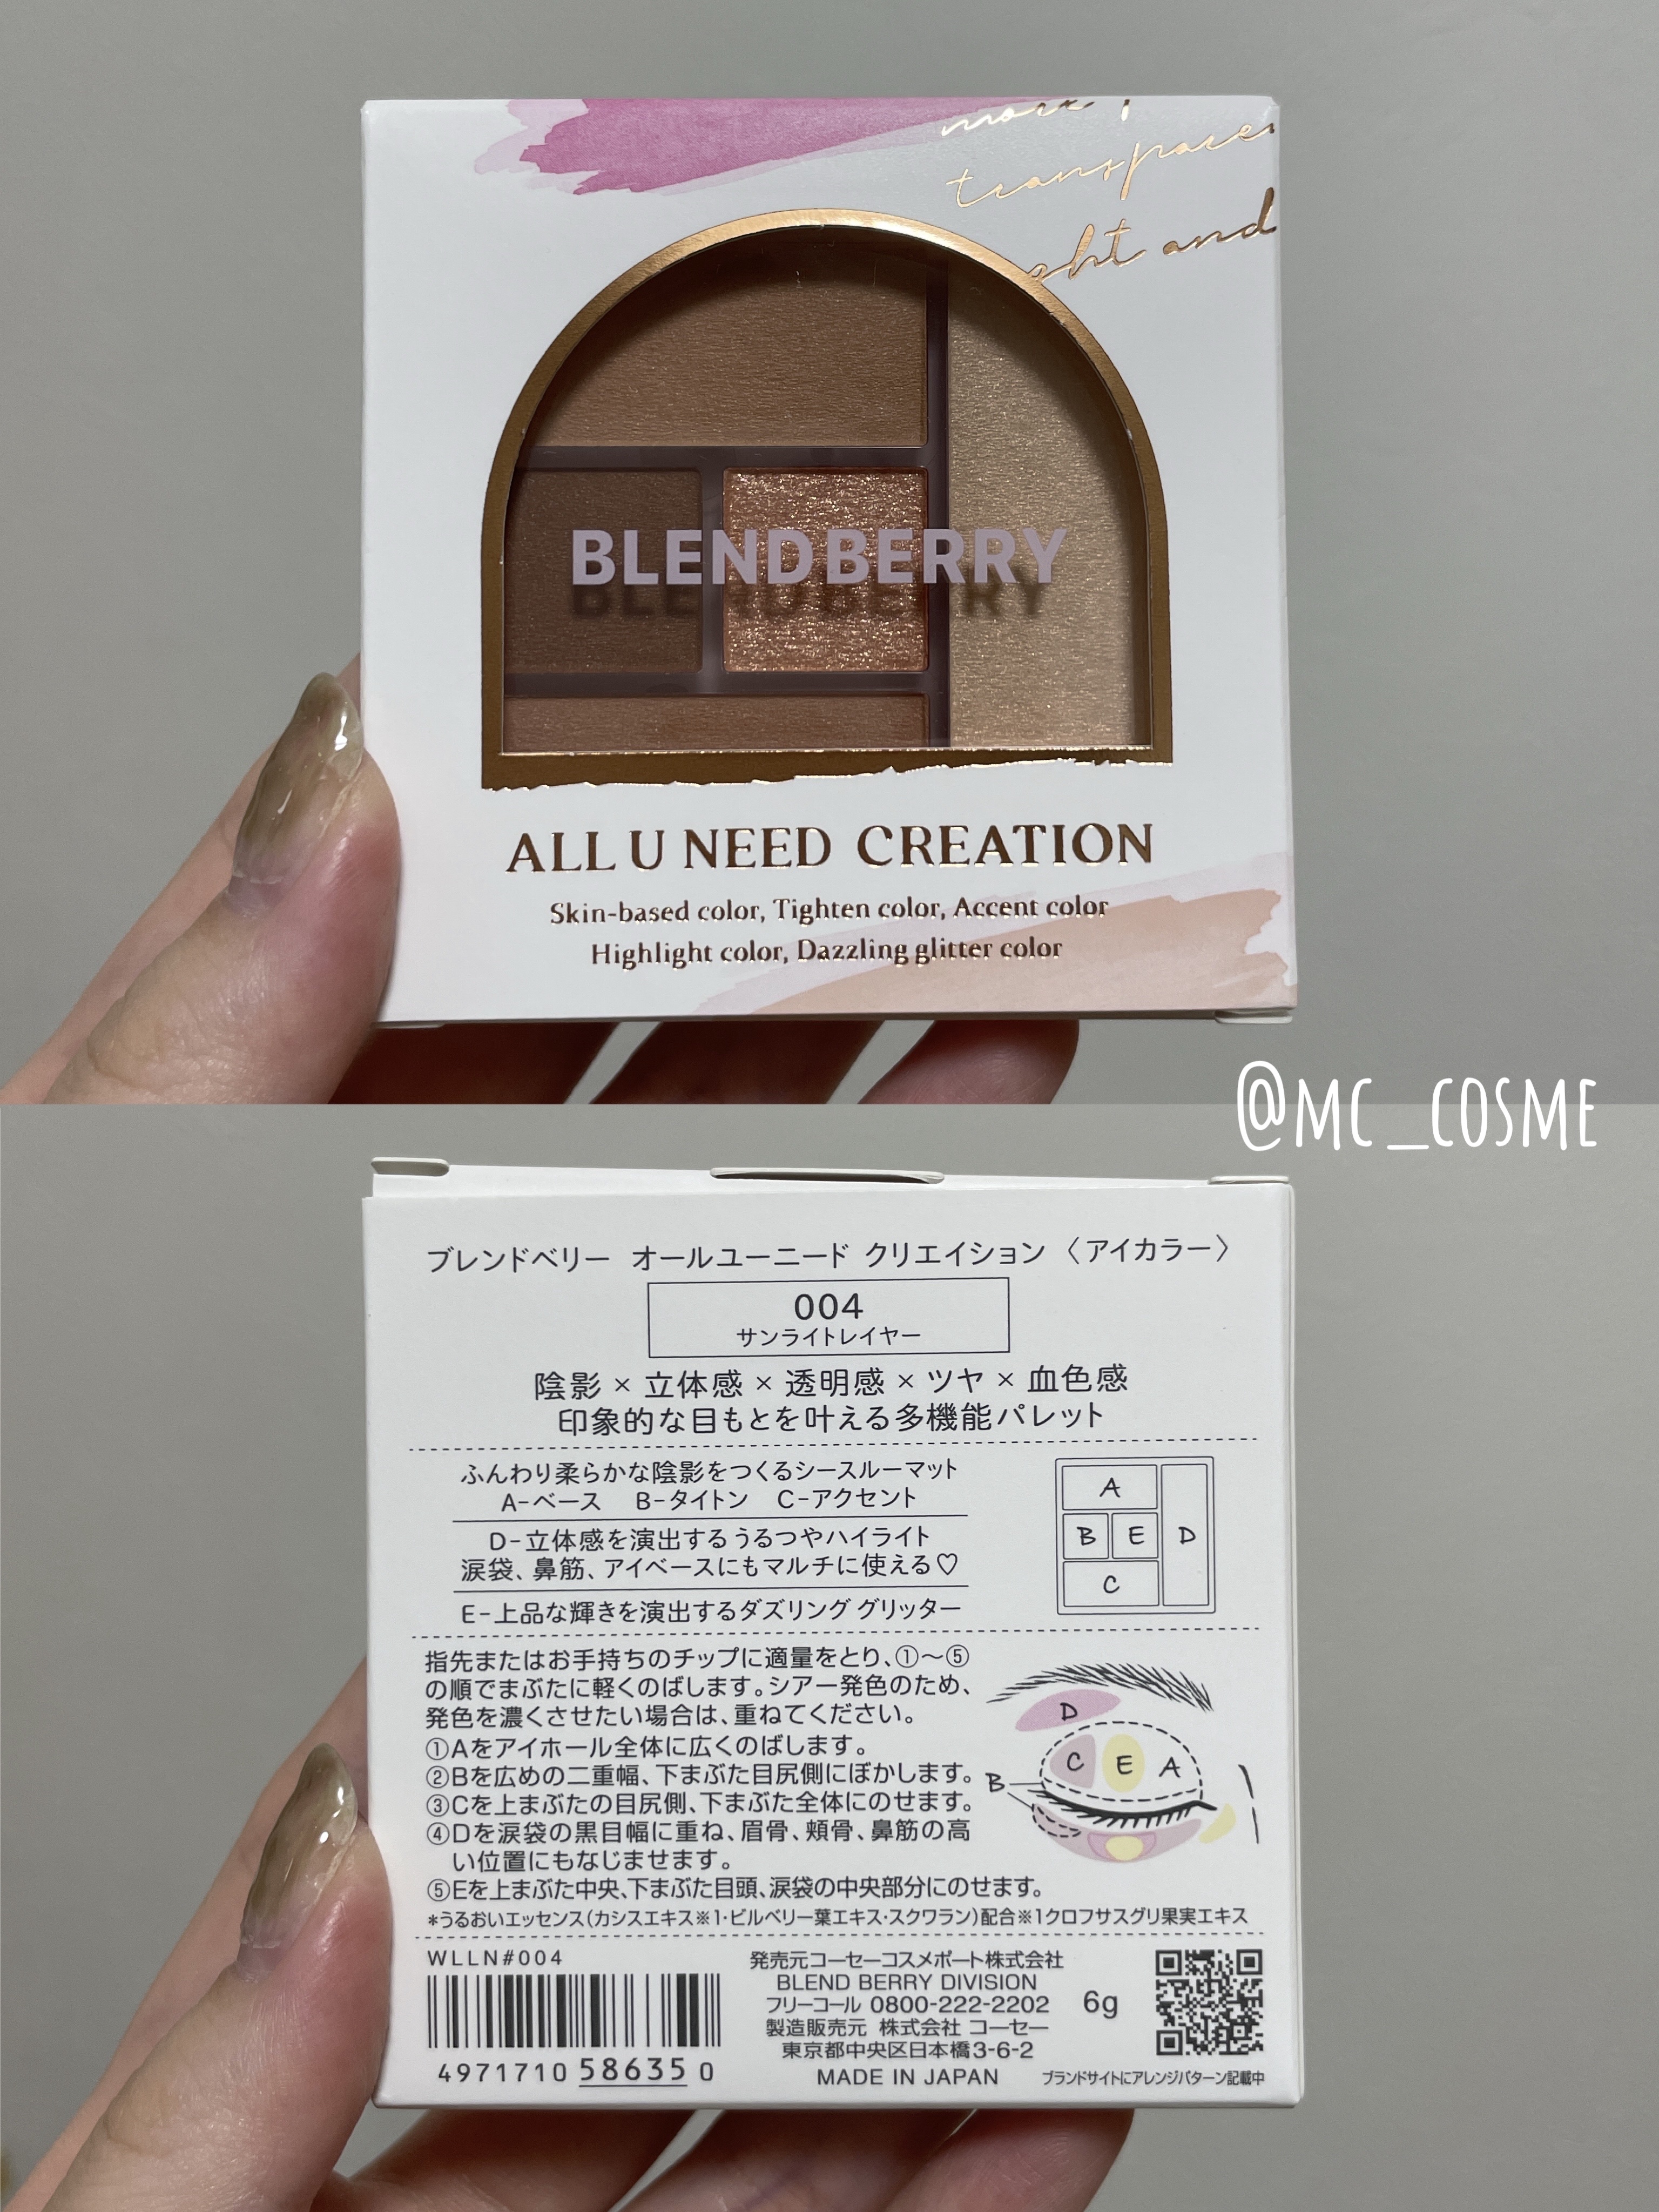 transpare
and
BLEND BERRY
ALL U NEED CREATION
Skin-based color, Tighten color, Accent color
Highlight color, Dazzling glitter color
@MC_COSME
ブレンドベリー オールユーニード クリエイション〈アイカラー〉
004
サンライトレイヤー
陰影×立体感×透明感×ツヤ×血色感
印象的な目もとを叶える多機能パレット
ふんわり柔らかな陰影をつくるシースルーマット
A-ベース B-タイトン C-アクセント
D-立体感を演出するうるつやハイライト
涙袋、鼻筋、アイベースにもマルチに使える♡
E-上品な輝きを演出するダズリング グリッター
A
B E D
C
指先またはお手持ちのチップに適量をとり、①〜⑤
の順でまぶたに軽くのばします。シアー発色のため、
発色を濃くさせたい場合は、重ねてください。
①Aをアイホール全体に広くのばします。
②Bを広めの二重幅、下まぶた目尻側にぼかします。
③Cを上まぶたの目尻側、下まぶた全体にのせます。
④Dを涙袋の黒目幅に重ね、眉骨、頬骨、鼻筋の高
い位置にもなじませます。
⑤Eを上まぶた中央、下まぶた目頭、涙袋の中央部分にのせます。
D
C E A
B
*うるおいエッセンス(カシスエキス※1・ビルベリー葉エキス・スクワラン)配合※1クロフサスグリ果実エキス
WLLN#004
4971710 586350
発売元コーセーコスメポート株式会社
BLEND BERRY DIVISION
フリーコール 0800-222-2202
製造販売元 株式会社 コーセー
東京都中央区日本橋3-6-2
MADE IN JAPAN
6g
ブランドサイトにアレンジパターン記載中